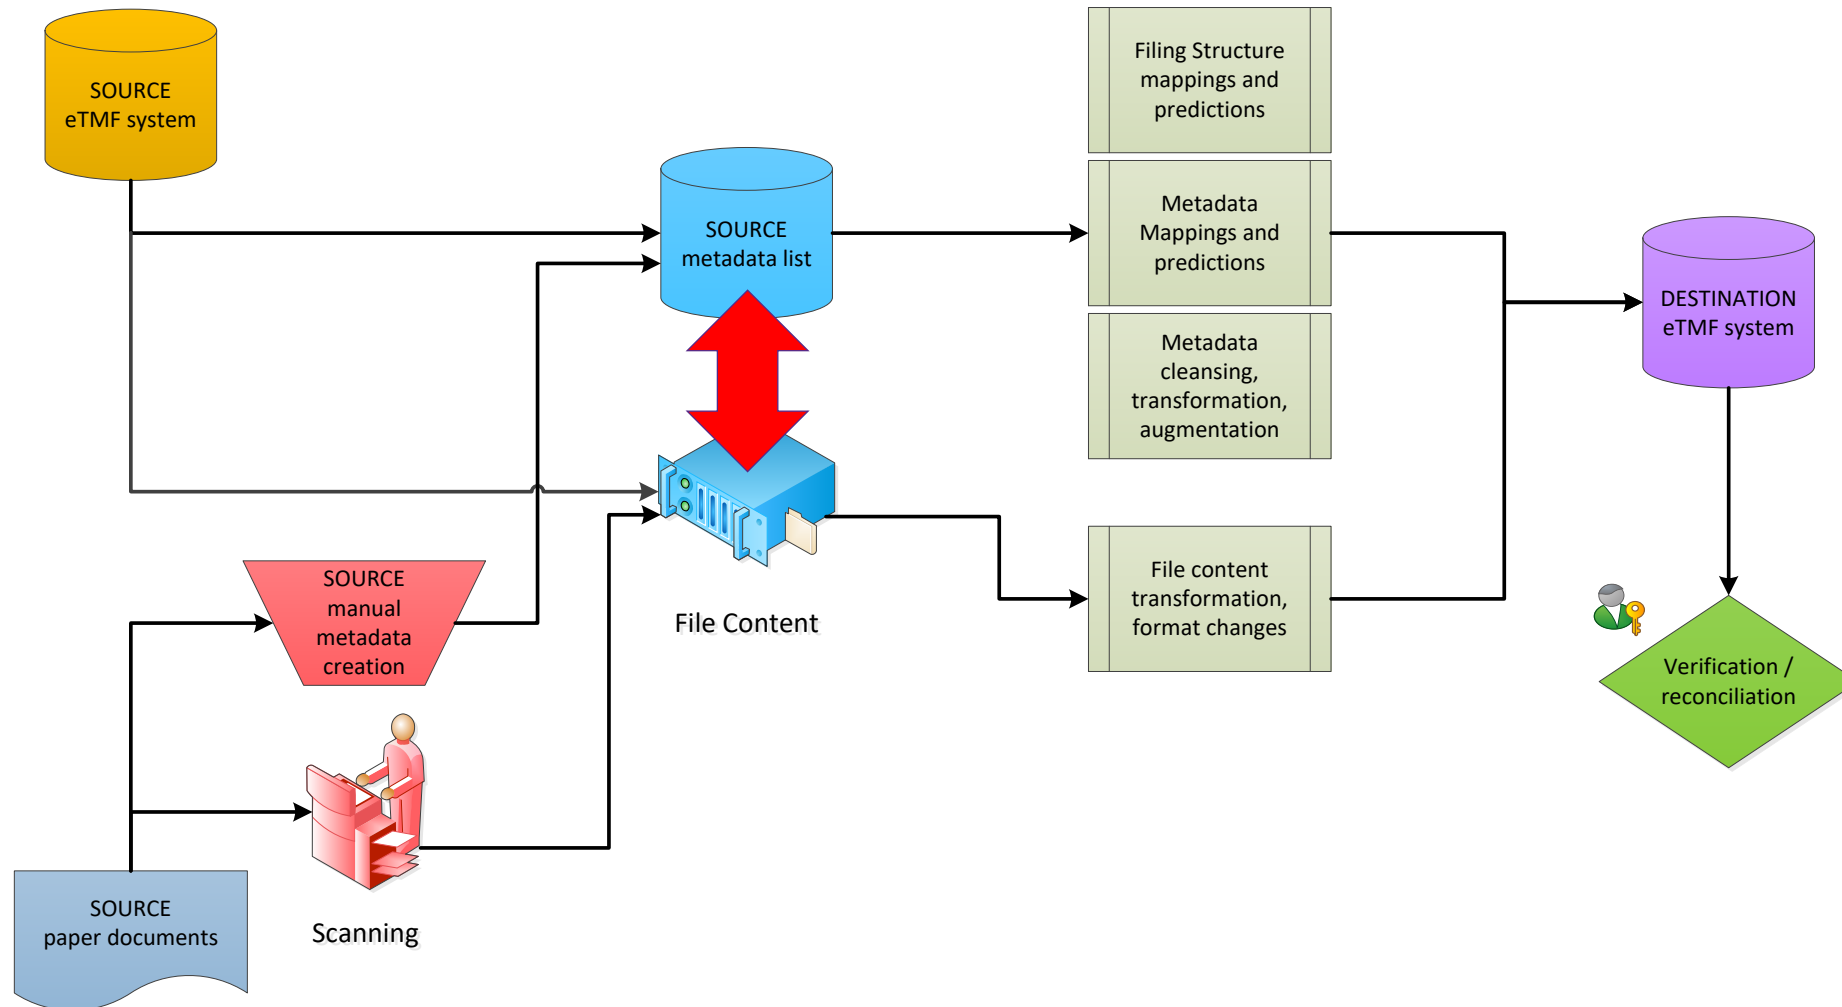 SOURCE
eTMF system
Filing Structure
mappings and
predictions
SOURCE
metadata list
Metadata
Mappings and
predictions
DESTINATION
eTMF system
Metadata
cleansing,
transformation,
augmentation
File content
transformation,
format changes
SOURCE
manual
metadata
creation
File Content
Verification /
reconciliation
SOURCE
paper documents
Scanning